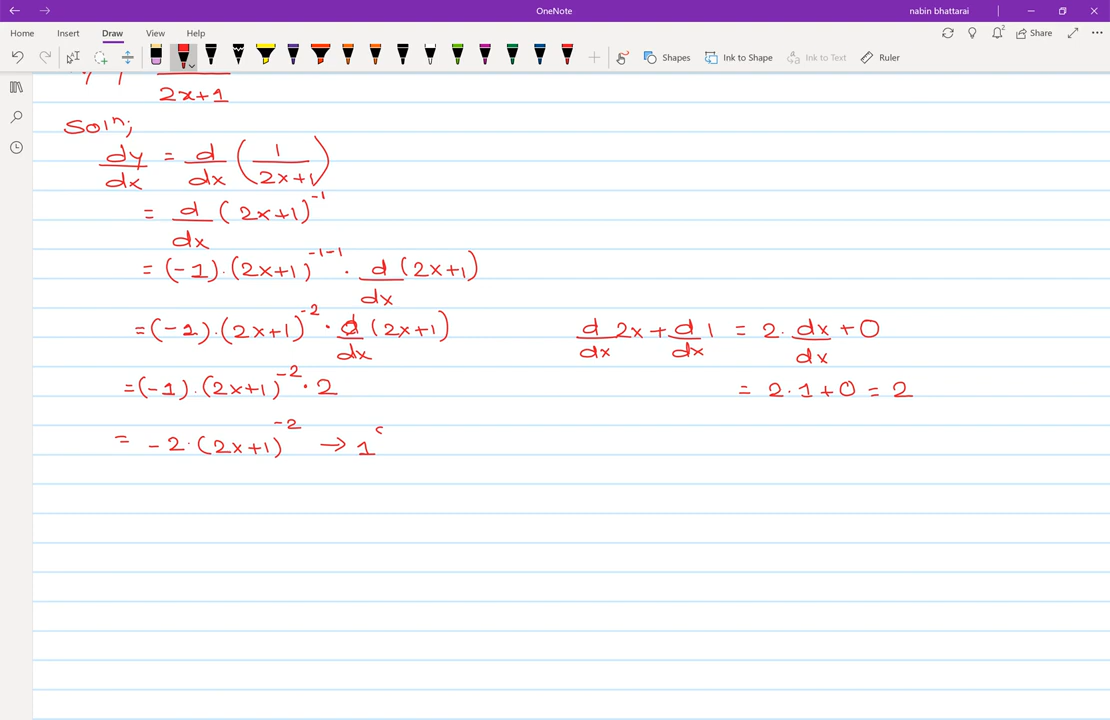 OneNote
nabin bhattarai
Home Insert Draw View Help
Share
Shapes Ink to Shape Ink to Text Ruler
2x+1
Soln;
dy/dx = d/dx (1/(2x+1))
= d/dx (2x+1)^-1
= (-1).(2x+1)^-1-1 . d/dx (2x+1)
= (-1).(2x+1)^-2 . d/dx (2x+1)
d/dx 2x + d/dx 1 = 2. dx/dx + 0
= (-1).(2x+1)^-2 . 2
= 2.1+0 = 2
= -2.(2x+1)^-2 → 1